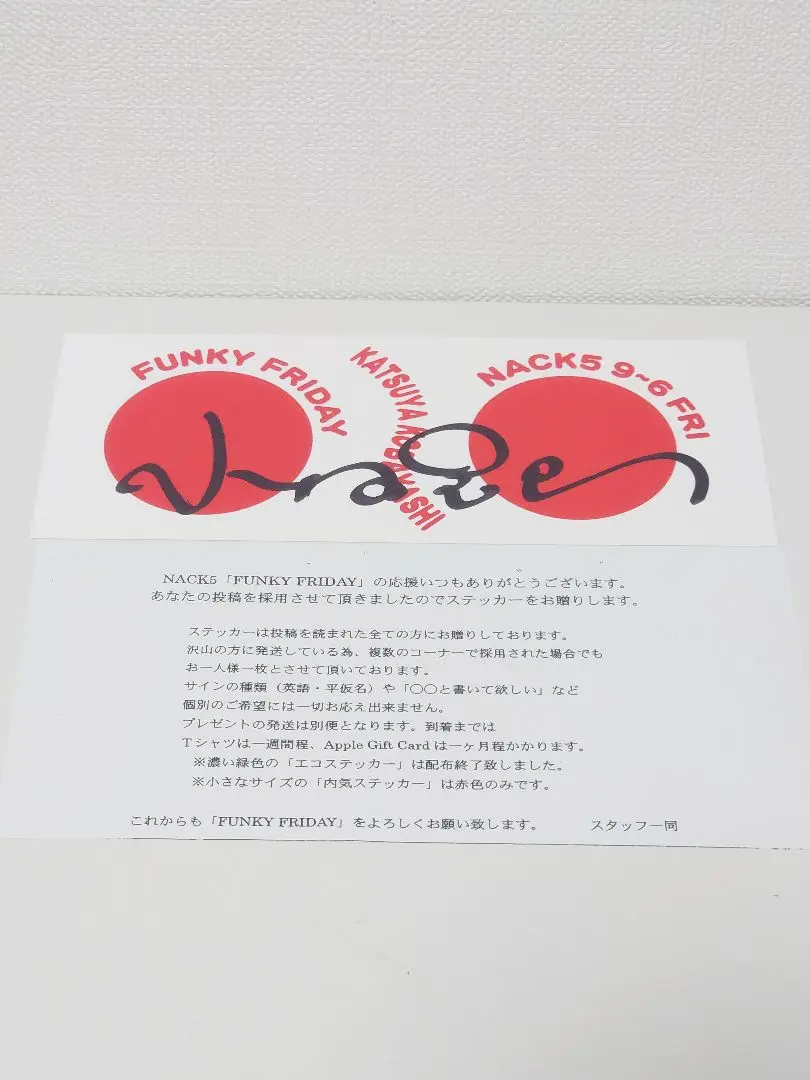 FUNKY FRIDAY
KATSUYA KOBAYASHI
NACK5 9~6 FRI
NACK5「FUNKY FRIDAY」の応援いつもありがとうございます。
あなたの投稿を採用させて頂きましたのでステッカーをお贈りします。
ステッカーは投稿を読まれた全ての方にお贈りしております。
沢山の方に発送している為、複数のコーナーで採用された場合でも
お一人様一枚とさせて頂いております。
サインの種類（英語・平仮名）や「〇〇と書いて欲しい」など
個別のご希望には一切お応え出来ません。
プレゼントの発送は別便となります。到着までは
Tシャツは一週間程、Apple Gift Cardは一ヶ月程かかります。
※濃い緑色の「エコステッカー」は配布終了致しました。
※小さなサイズの「内気ステッカー」は赤色のみです。
これからも「FUNKY FRIDAY」をよろしくお願い致します。 スタッフ一同